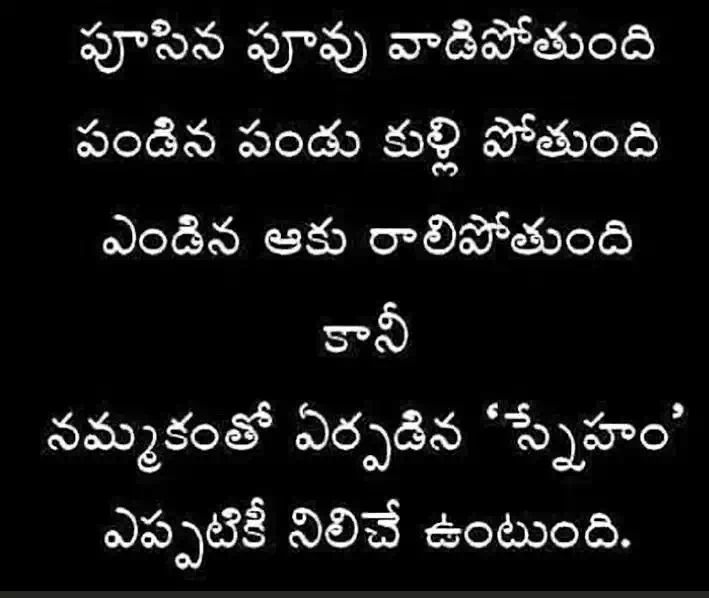 పూసిన పూవు వాడిపోతుంది
పండిన పండు కుళ్లి పోతుంది
ఎండిన ఆకు రాలిపోతుంది
కానీ
నమ్మకంతో ఏర్పడిన ‘స్నేహం’
ఎప్పటికీ నిలిచే ఉంటుంది.